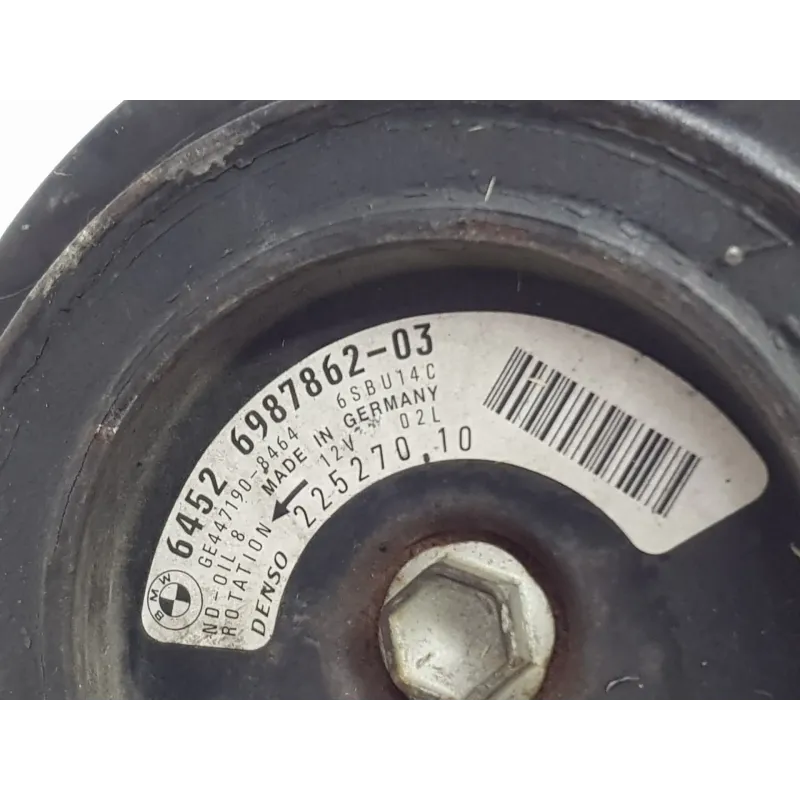 BMW
6452 6987862-03
GE447190-8464 6SBU14C
ND-OIL 8 MADE IN GERMANY
ROTATION 12V 02L
DENSO 225270.10